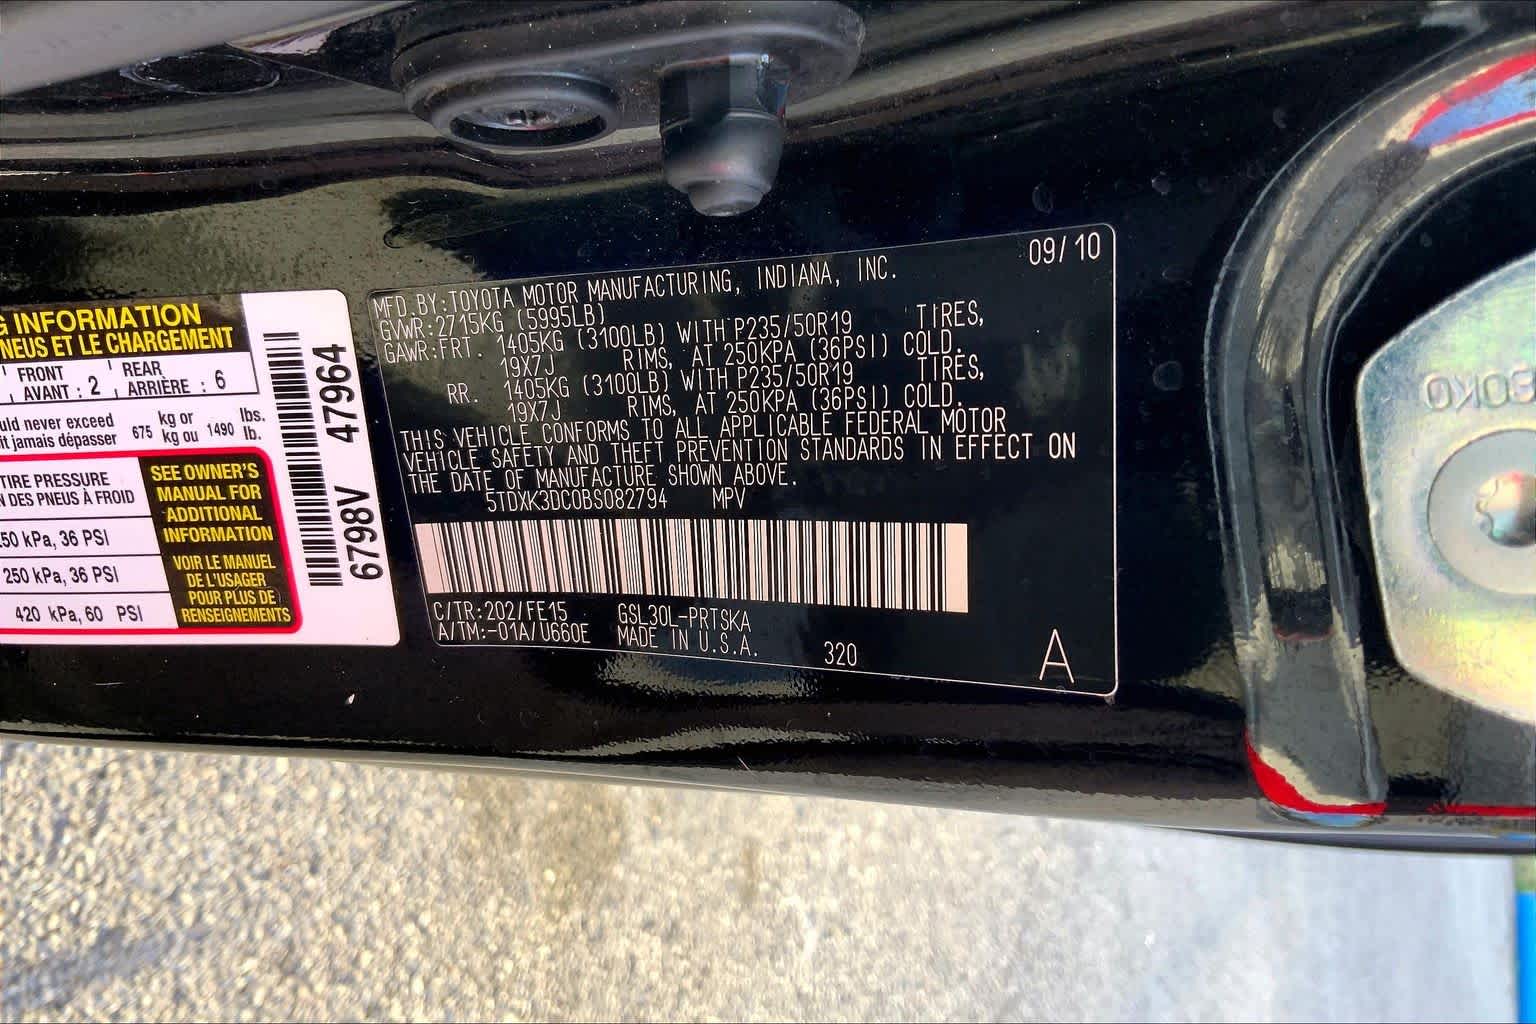 G INFORMATION
NEUS ET LE CHARGEMENT
FRONT AVANT : 2 REAR ARRIÈRE : 6
uld never exceed
it jamais dépasser 675 kg or kg ou 1490 lbs. lb.
TIRE PRESSURE
N DES PNEUS À FROID
50 kPa, 36 PSI
250 kPa, 36 PSI
420 kPa, 60 PSI
SEE OWNER'S
MANUAL FOR
ADDITIONAL
INFORMATION
VOIR LE MANUEL
DE L'USAGER
POUR PLUS DE
RENSEIGNEMENTS
6798V 47964
09/10
MFD.BY:TOYOTA MOTOR MANUFACTURING, INDIANA, INC.
GVWR:2715KG (5995LB)
GAWR:FRT. 1405KG (3100LB) WITH P235/50R19 TIRES,
19X7J RIMS, AT 250KPA (36PSI) COLD.
RR. 1405KG (3100LB) WITH P235/50R19 TIRES,
19X7J RIMS, AT 250KPA (36PSI) COLD.
THIS VEHICLE CONFORMS TO ALL APPLICABLE FEDERAL MOTOR
VEHICLE SAFETY AND THEFT PREVENTION STANDARDS IN EFFECT ON
THE DATE OF MANUFACTURE SHOWN ABOVE.
5TDXK3DC0BS082794 MPV
C/TR:202/FE15 GSL30L-PRTSKA
A/TM:-01A/U660E MADE IN U.S.A. 320 A